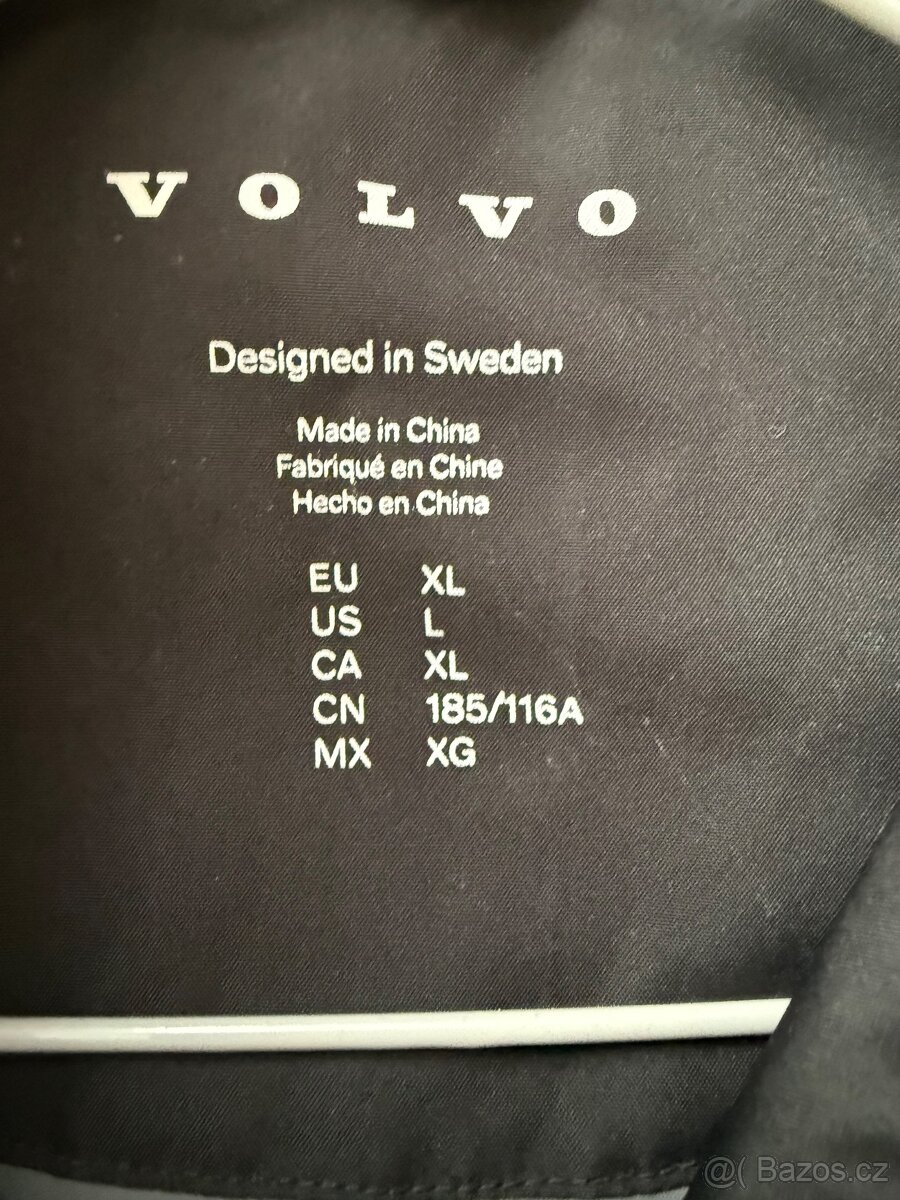 VOLVO
Designed in Sweden
Made in China
Fabriqué en Chine
Hecho en China
EU XL
US L
CA XL
CN 185/116A
MX XG
@( Bazos.cz